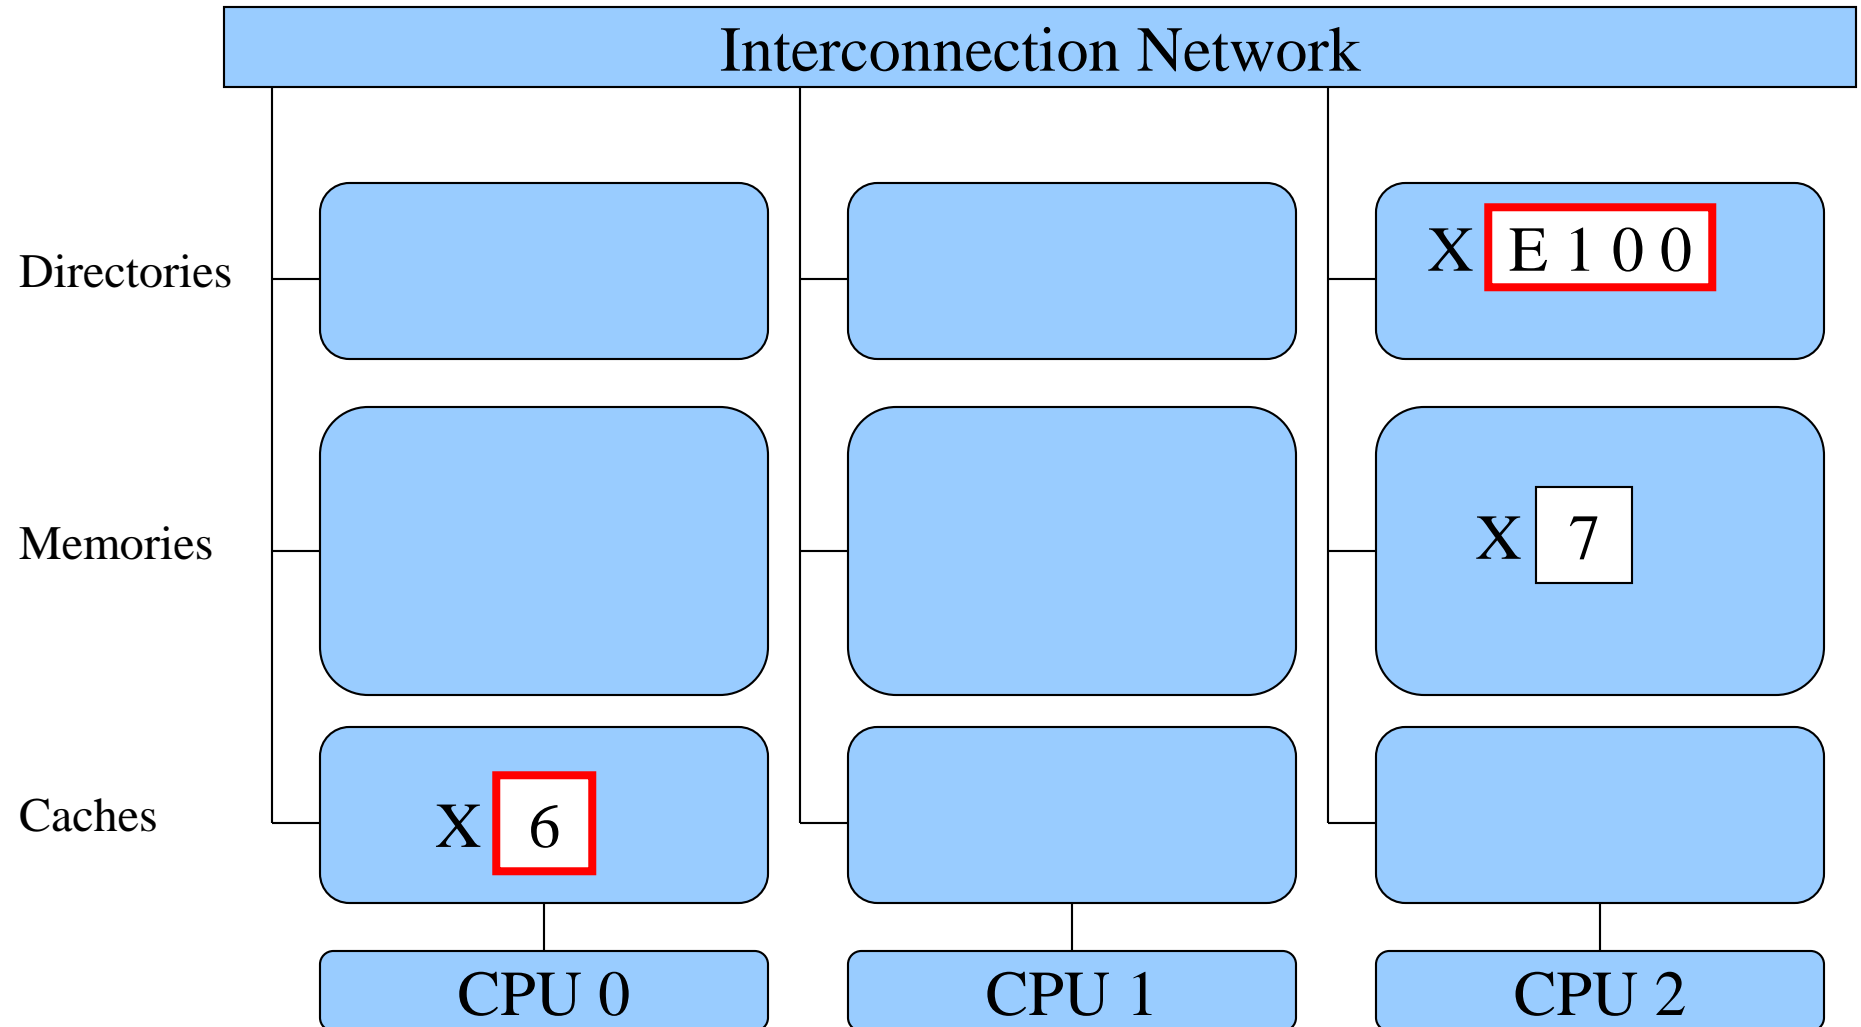 Interconnection Network
Directories
X E 1 0 0
Memories
X 7
Caches
X 6
CPU 0 CPU 1 CPU 2